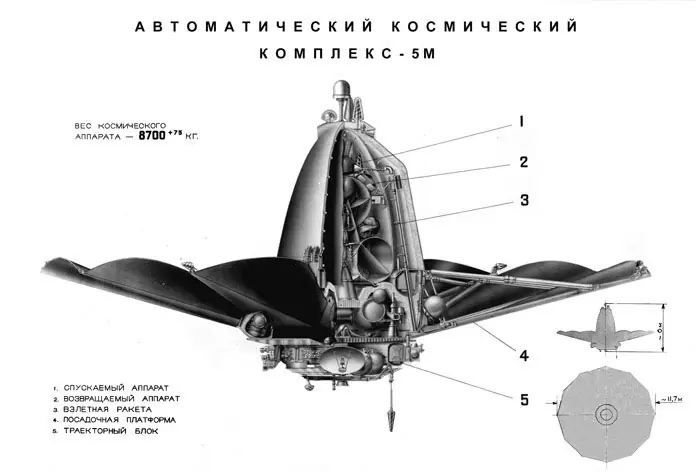 АВТОМАТИЧЕСКИЙ КОСМИЧЕСКИЙ
КОМПЛЕКС-5М
ВЕС КОСМИЧЕСКОГО
АППАРАТА — 8700 +75 КГ.
1
2
3
4
5
1. СПУСКАЕМЫЙ АППАРАТ
2. ВОЗВРАЩАЕМЫЙ АППАРАТ
3. ВЗЛЕТНАЯ РАКЕТА
4. ПОСАДОЧНАЯ ПЛАТФОРМА
5. ТРАЕКТОРНЫЙ БЛОК
~11,7м